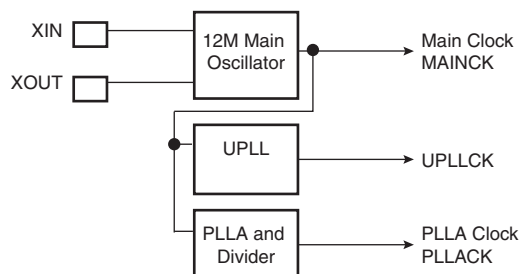 XIN
XOUT
12M Main
Oscillator
Main Clock
MAINCK
UPLL
UPLLCK
PLLA and
Divider
PLLA Clock
PLLACK